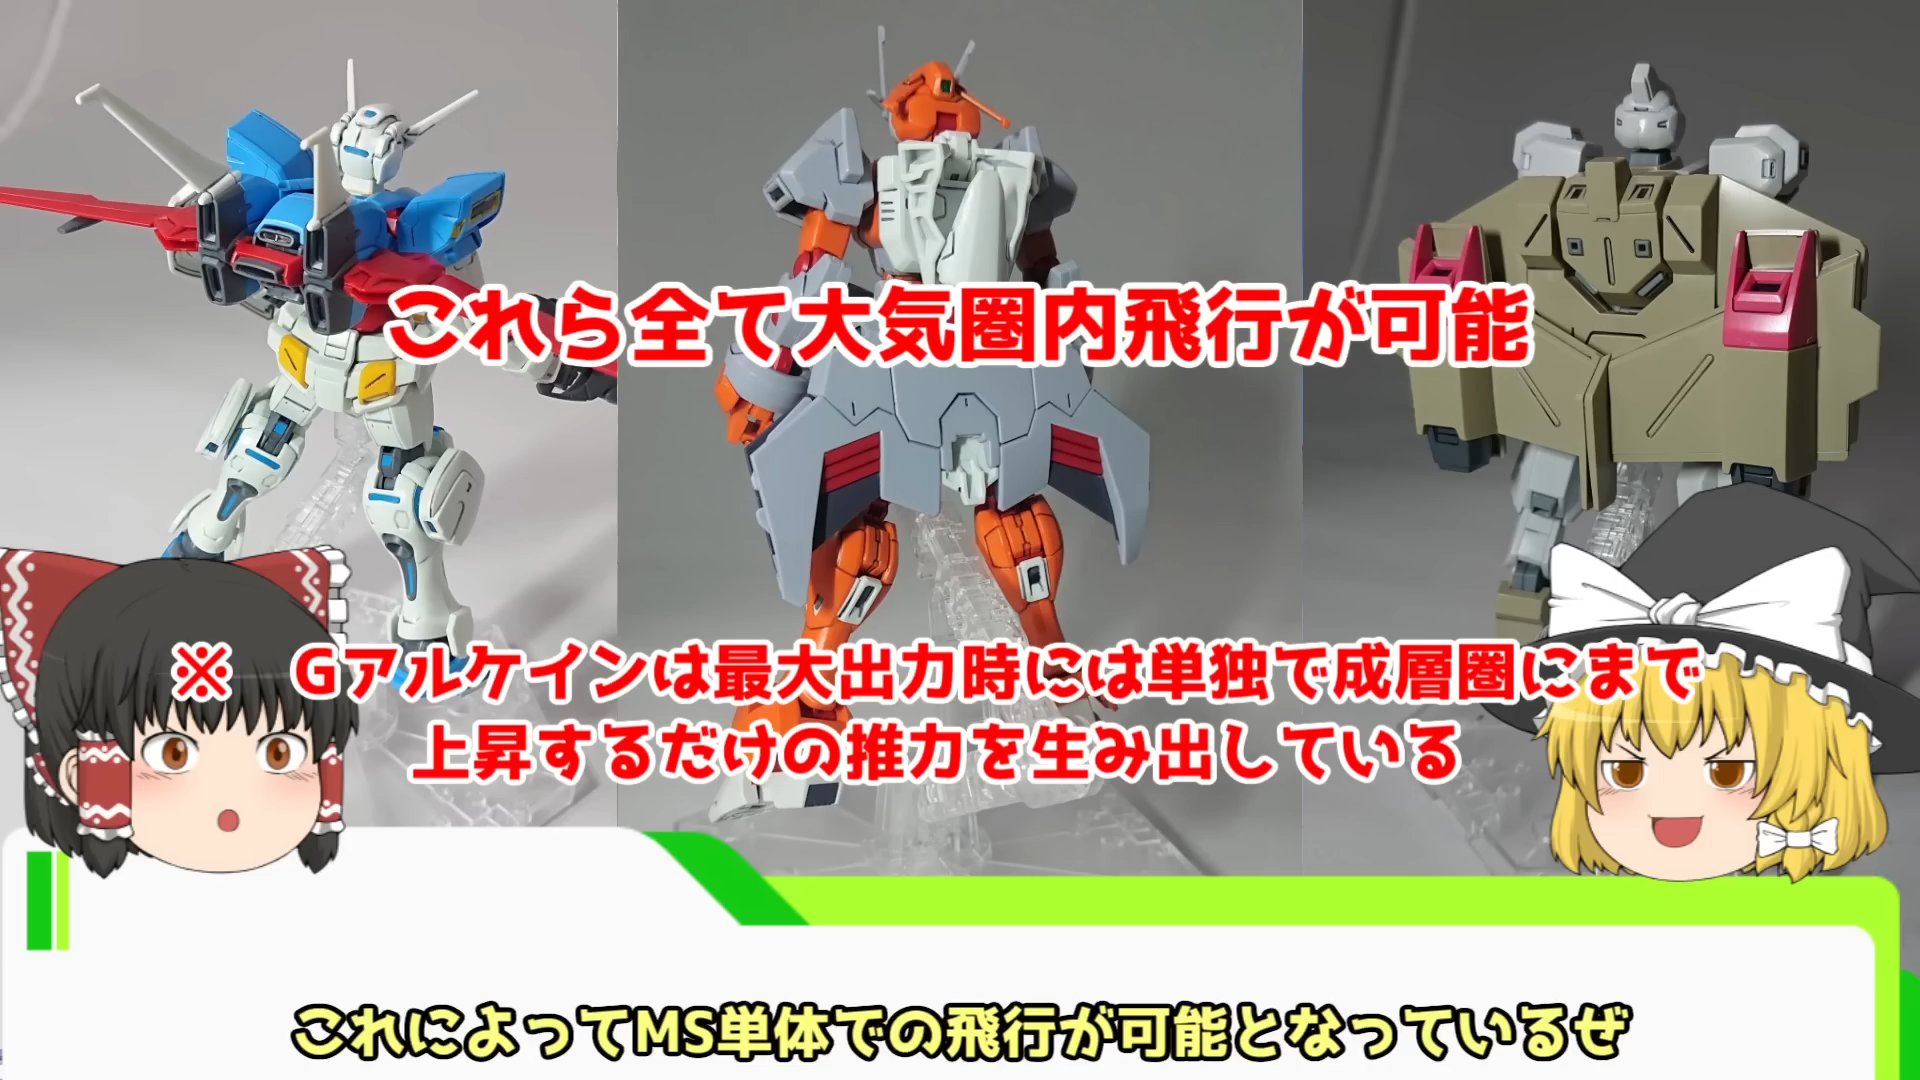 これら全て大気圏内飛行が可能
※　Gアルケインは最大出力時には単独で成層圏にまで
上昇するだけの推力を生み出している
これによってMS単体での飛行が可能となっているぜ